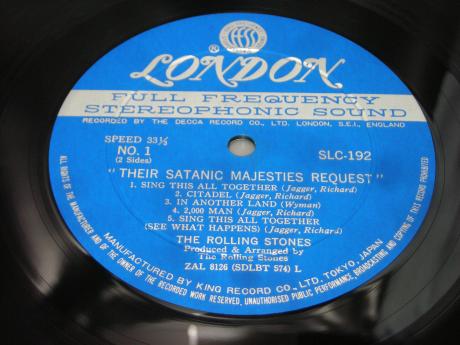 LONDON
FULL FREQUENCY
STEREOPHONIC SOUND
RECORDED BY THE DECCA RECORD CO., LTD. LONDON, S.E.I., ENGLAND
SPEED 33⅓
NO. 1
(2 Sides)
SLC-192
"THEIR SATANIC MAJESTIES REQUEST"
1. SING THIS ALL TOGETHER (Jagger, Richard)
2. CITADEL (Jagger, Richard)
3. IN ANOTHER LAND (Wyman)
4. 2,000 MAN (Jagger, Richard)
5. SING THIS ALL TOGETHER
(SEE WHAT HAPPENS) (Jagger, Richard)
THE ROLLING STONES
Produced & Arranged by
The Rolling Stones
ZAL 8126 (SDLBT 574) L
MANUFACTURED BY KING RECORD CO., LTD. TOKYO, JAPAN
ALL RIGHTS OF THE MANUFACTURER AND OF THE OWNER OF THE RECORDED WORK RESERVED, UNAUTHORISED PUBLIC PERFORMANCE, BROADCASTING AND COPYING OF THIS RECORD PROHIBITED